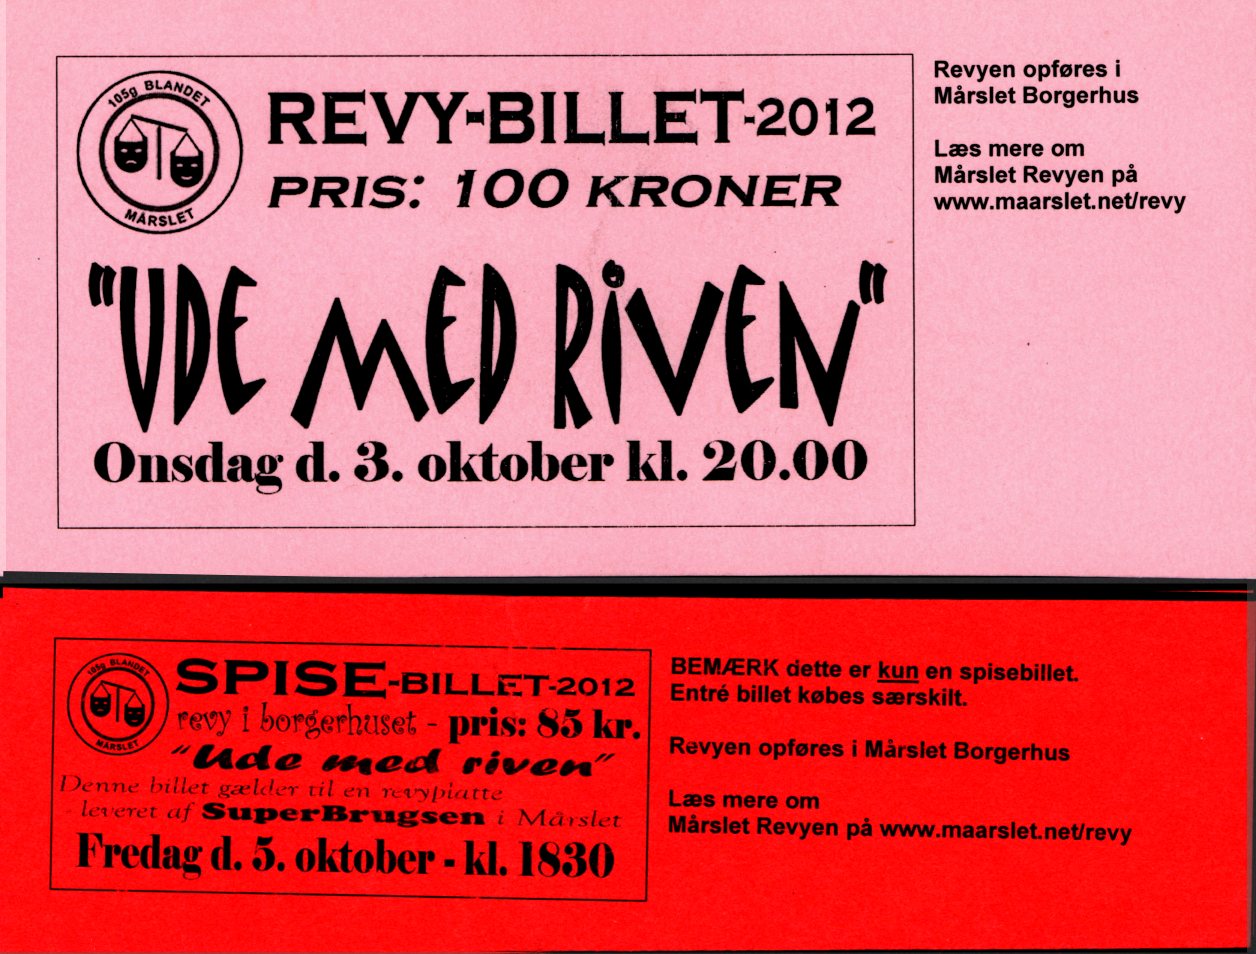 105g BLANDET
MÅRSLET
REVY-BILLET-2012
PRIS: 100 KRONER
"UDE MED RIVEN"
Onsdag d. 3. oktober kl. 20.00
Revyen opføres i
Mårslet Borgerhus
Læs mere om
Mårslet Revyen på
www.maarslet.net/revy
105g BLANDET
MÅRSLET
SPISE-BILLET-2012
revy i borgerhuset - pris: 85 kr.
"Ude med riven"
Denne billet gælder til en revyplatte
- leveret af SuperBrugsen i Mårslet
Fredag d. 5. oktober - kl. 1830
BEMÆRK dette er kun en spisebillet.
Entré billet købes særskilt.
Revyen opføres i Mårslet Borgerhus
Læs mere om
Mårslet Revyen på www.maarslet.net/revy